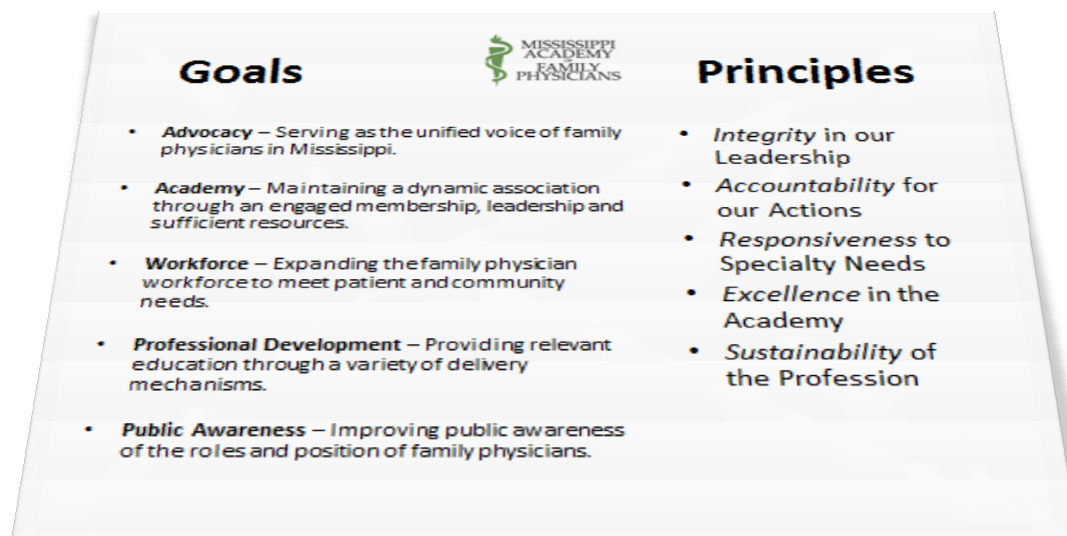 Goals
MISSISSIPPI
ACADEMY
OF
FAMILY
PHYSICIANS
Principles
• Advocacy – Serving as the unified voice of family
physicians in Mississippi.
• Academy – Maintaining a dynamic association
through an engaged membership, leadership and
sufficient resources.
• Workforce – Expanding the family physician
workforce to meet patient and community
needs.
• Professional Development – Providing relevant
education through a variety of delivery
mechanisms.
• Public Awareness – Improving public awareness
of the roles and position of family physicians.
• Integrity in our
Leadership
• Accountability for
our Actions
• Responsiveness to
Specialty Needs
• Excellence in the
Academy
• Sustainability of
the Profession